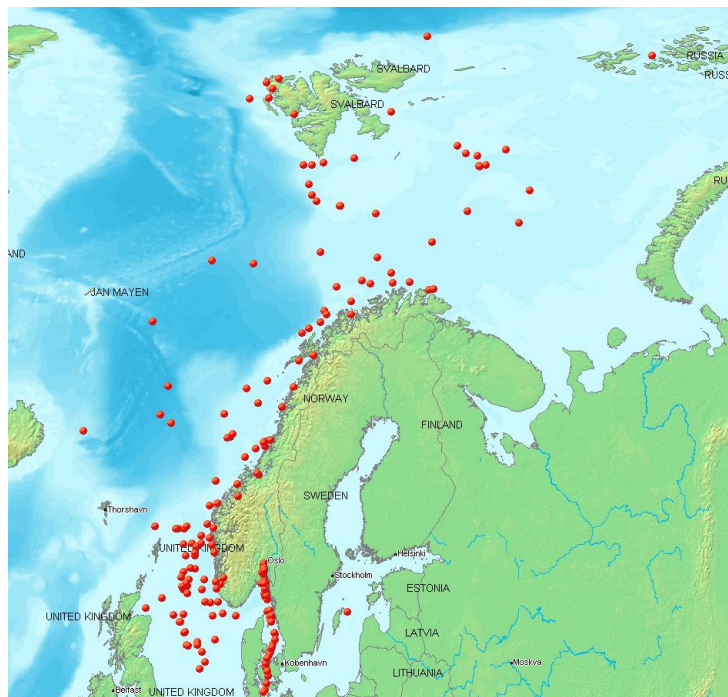 SVALBARD
RUSSIA
RUSS
SVALBARD
RU
AND
JAN MAYEN
NORWAY
FINLAND
SWEDEN
Thorshavn
UNITED KINGDOM
Oslo
Helsinki
Stockholm
ESTONIA
UNITED KINGDOM
LATVIA
Kobenhavn
Moskva
LITHUANIA
Belfast
UNITED KINGDOM